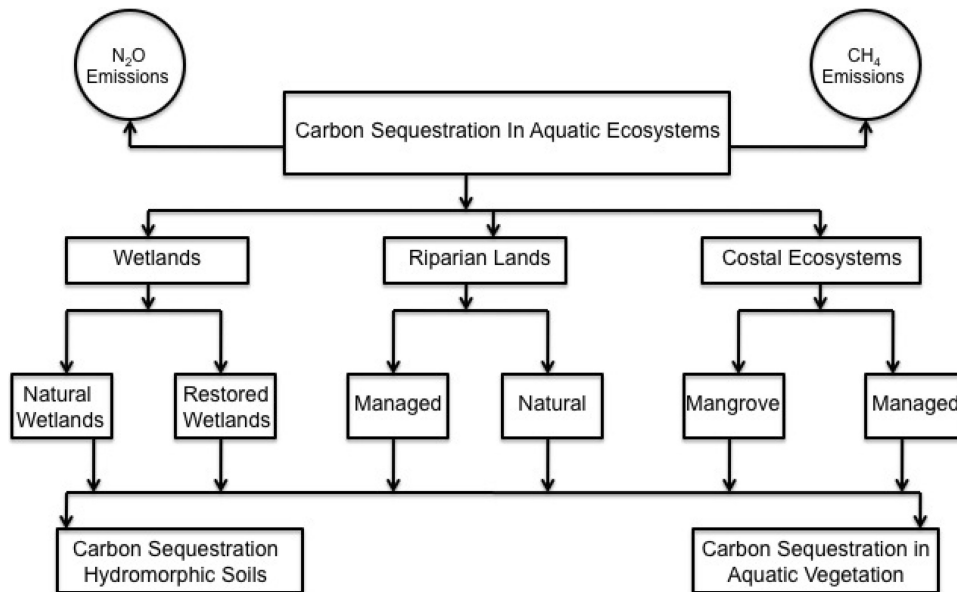 N₂O
Emissions
CH₄
Emissions
Carbon Sequestration In Aquatic Ecosystems
Wetlands
Riparian Lands
Costal Ecosystems
Natural
Wetlands
Restored
Wetlands
Managed
Natural
Mangrove
Managed
Carbon Sequestration
Hydromorphic Soils
Carbon Sequestration in
Aquatic Vegetation